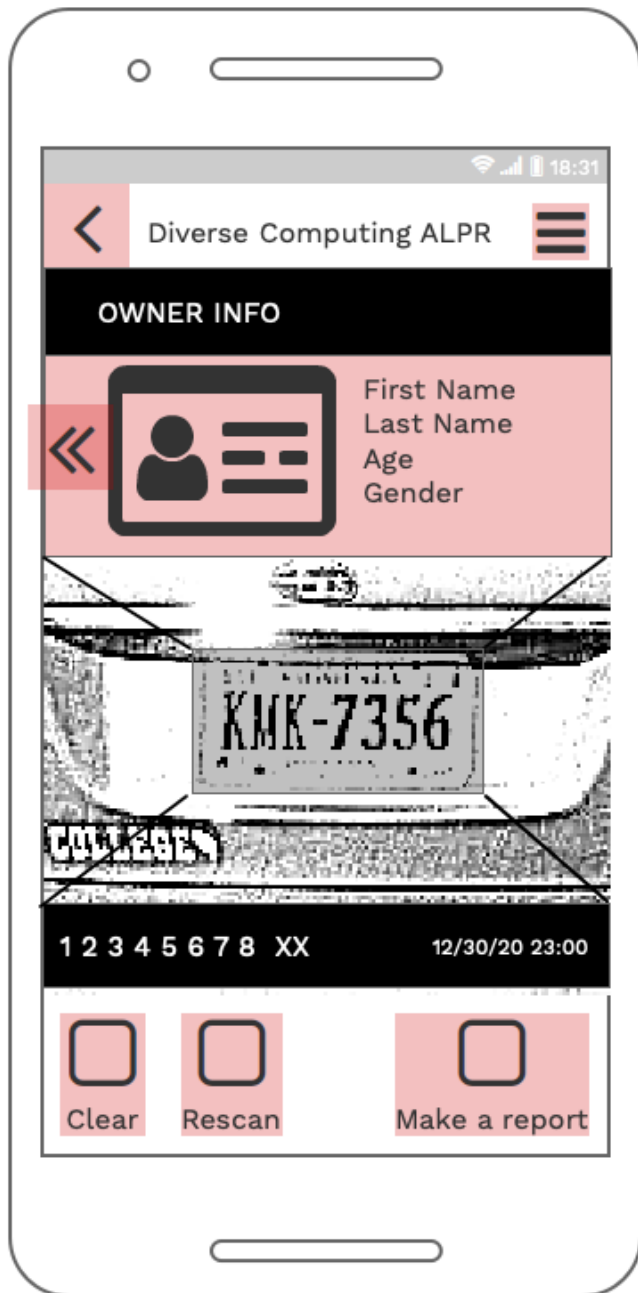 18:31
Diverse Computing ALPR
OWNER INFO
First Name
Last Name
Age
Gender
KMK-7356
COLLEGE
1 2 3 4 5 6 7 8 XX
12/30/20 23:00
Clear
Rescan
Make a report